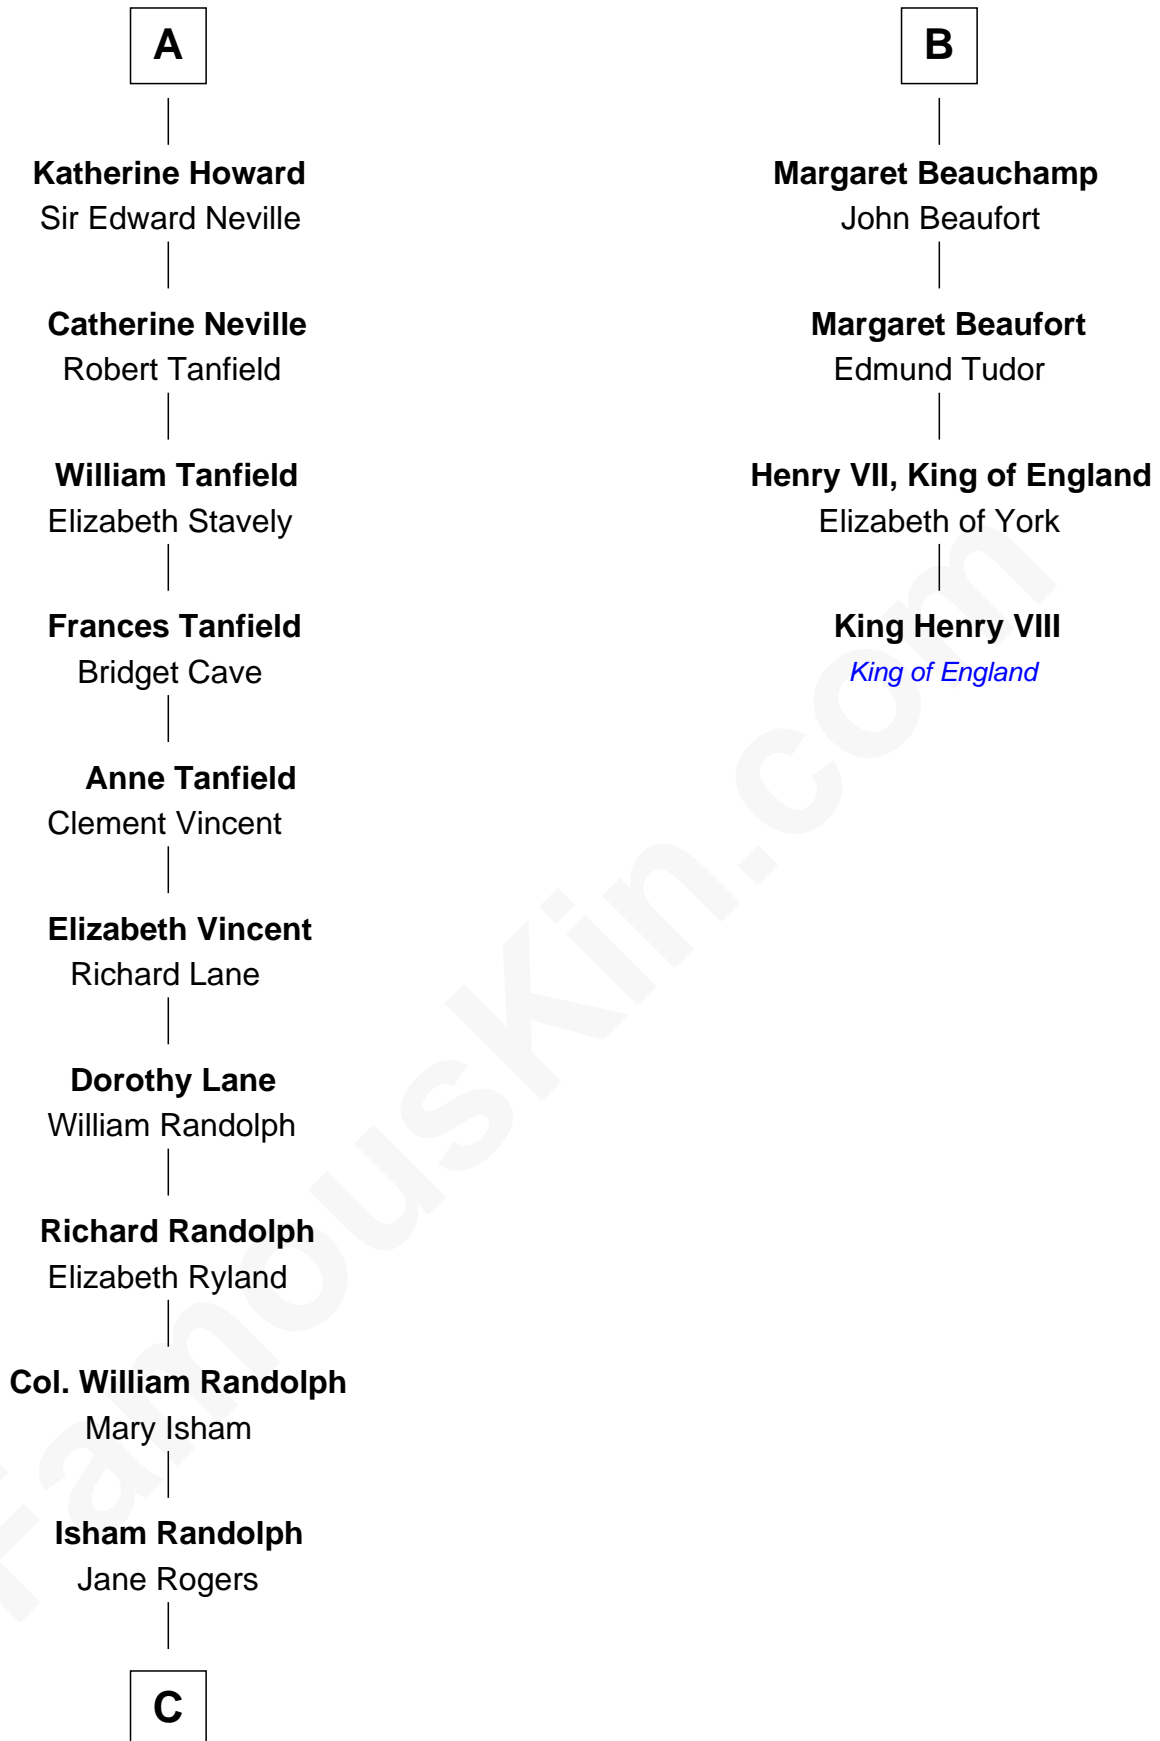 A
Katherine Howard
Sir Edward Neville
Catherine Neville
Robert Tanfield
William Tanfield
Elizabeth Stavely
Frances Tanfield
Bridget Cave
Anne Tanfield
Clement Vincent
Elizabeth Vincent
Richard Lane
Dorothy Lane
William Randolph
Richard Randolph
Elizabeth Ryland
Col. William Randolph
Mary Isham
Isham Randolph
Jane Rogers
C
B
Margaret Beauchamp
John Beaufort
Margaret Beaufort
Edmund Tudor
Henry VII, King of England
Elizabeth of York
King Henry VIII
King of England
FamousKin.com